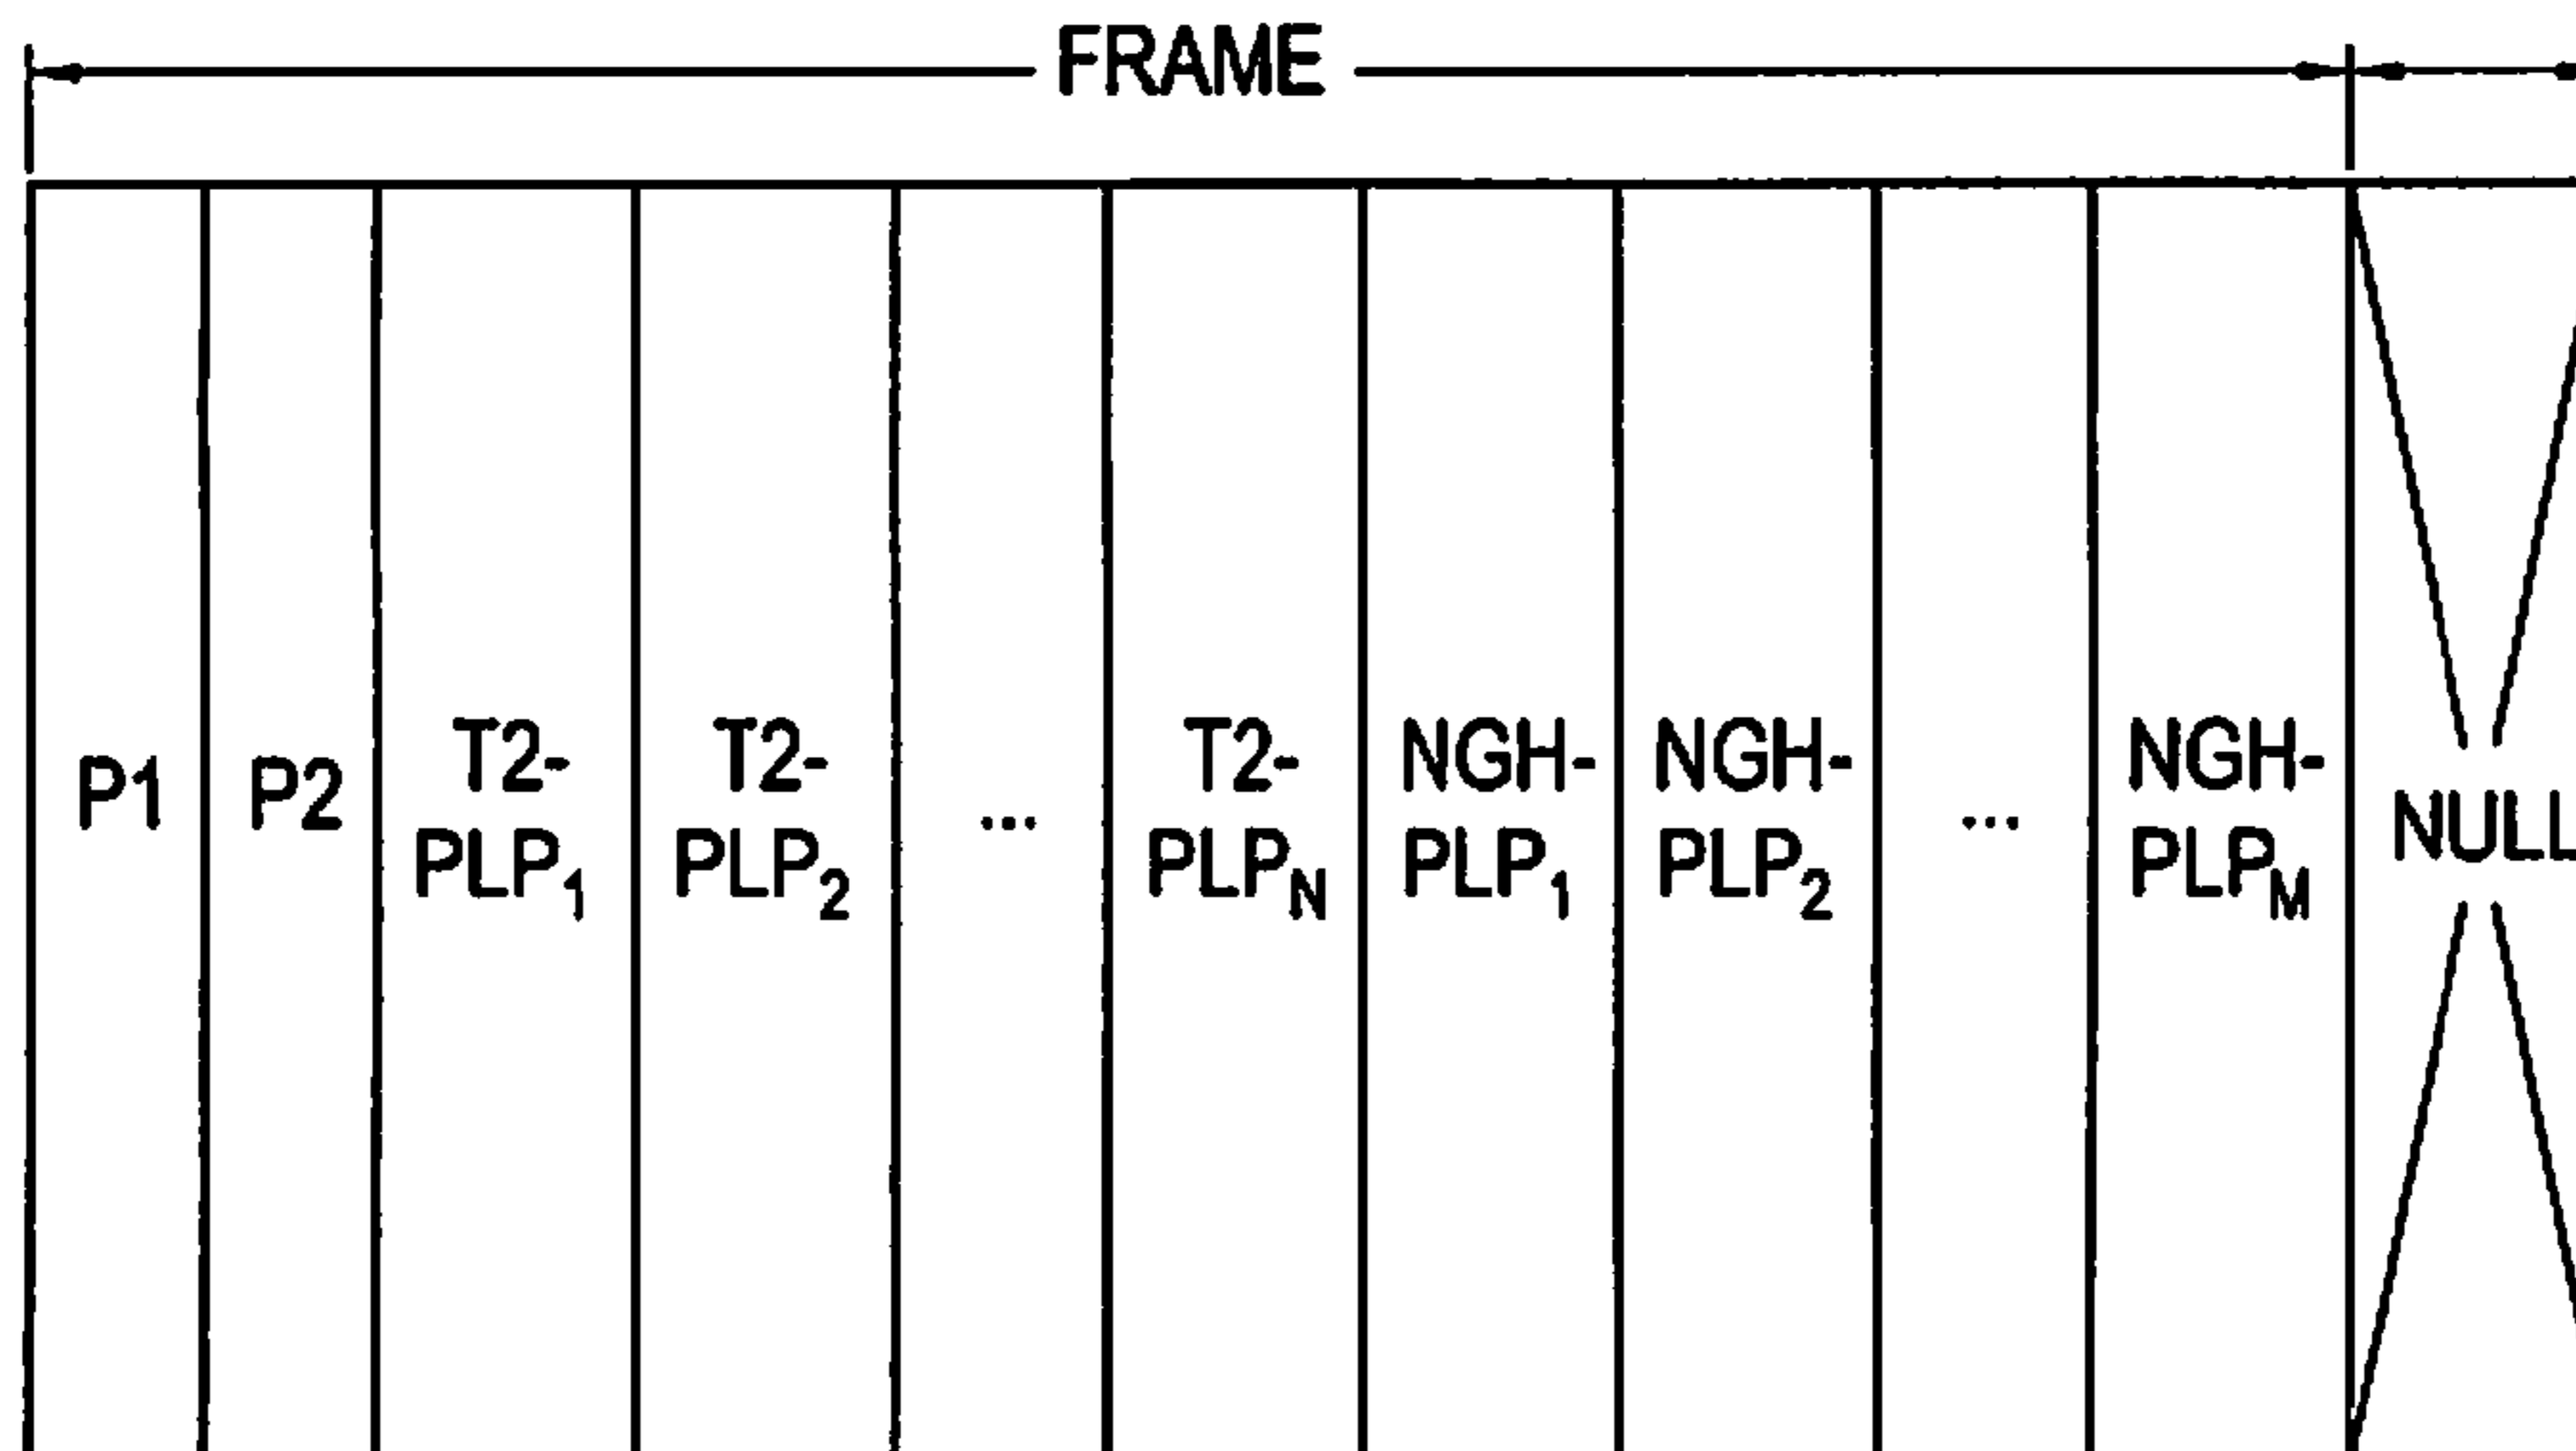 FRAME
P1
P2
T2-
PLP1
T2-
PLP2
...
T2-
PLPN
NGH-
PLP1
NGH-
PLP2
...
NGH-
PLPM
NULL